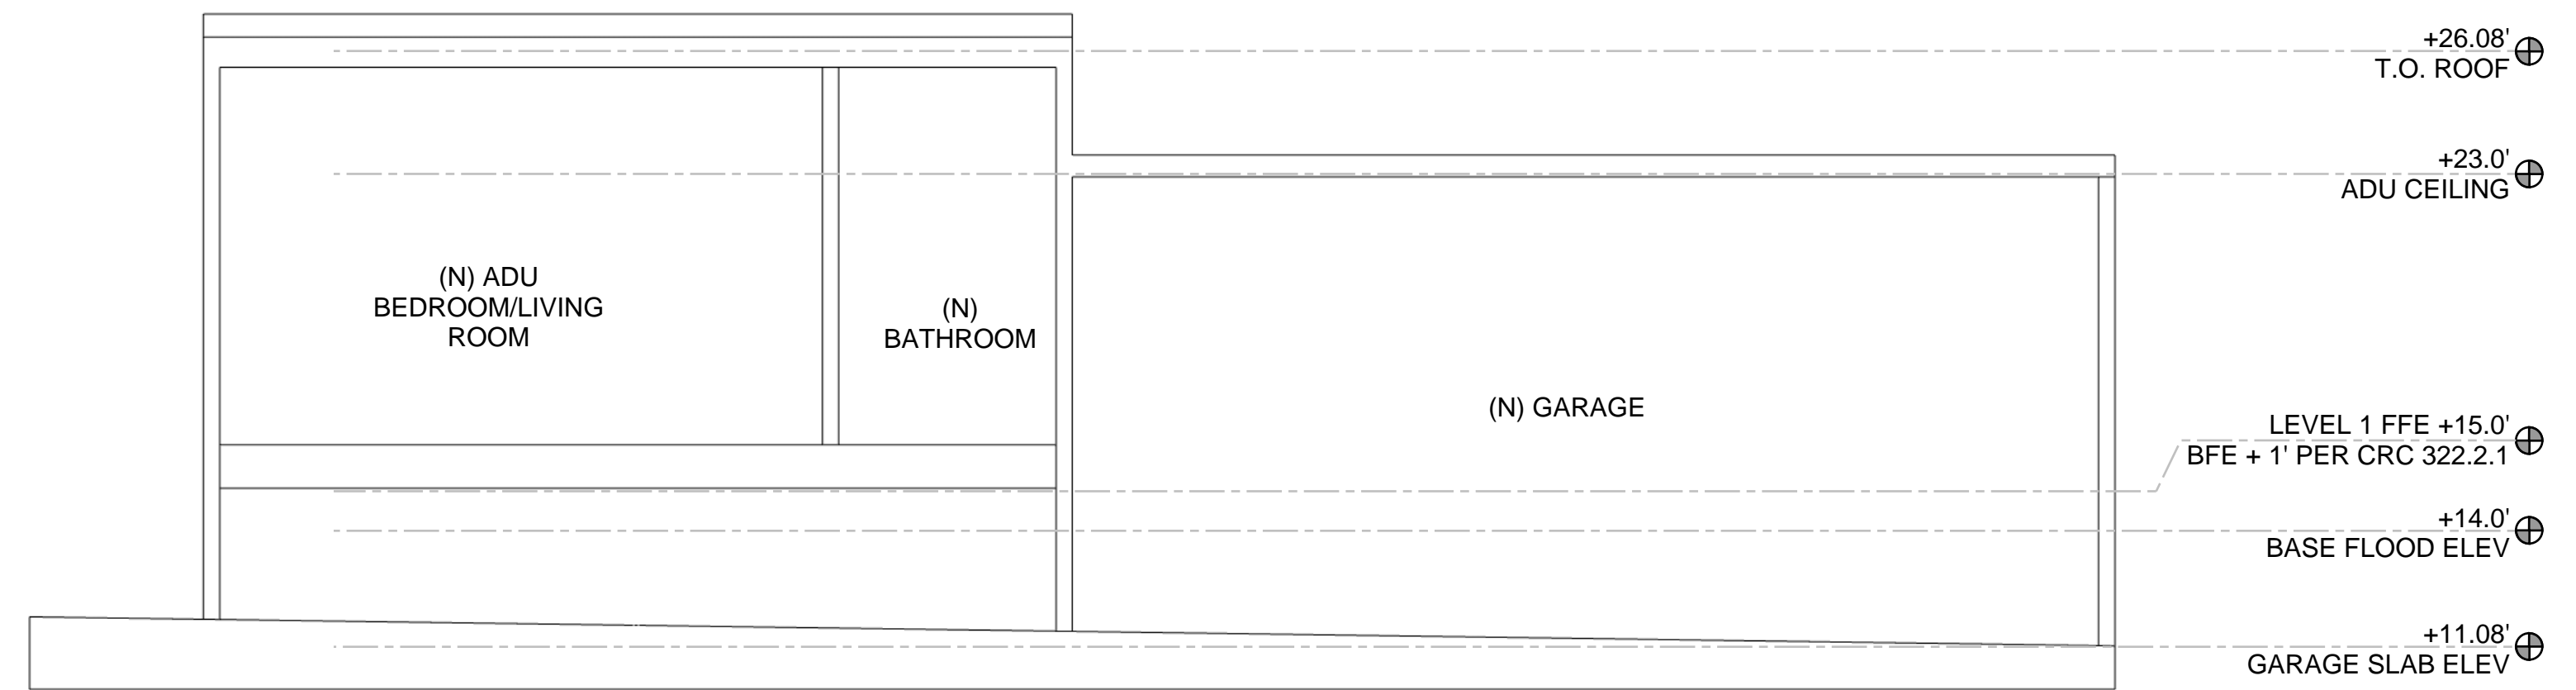 +26.08'
T.O. ROOF
+23.0'
ADU CEILING
(N) ADU
BEDROOM/LIVING
ROOM
(N)
BATHROOM
(N) GARAGE
LEVEL 1 FFE +15.0'
BFE + 1' PER CRC 322.2.1
+14.0'
BASE FLOOD ELEV
+11.08'
GARAGE SLAB ELEV